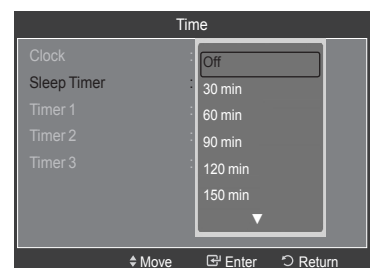 Time
Clock :
Off
Sleep Timer :
30 min
Timer 1 :
60 min
Timer 2 :
90 min
Timer 3 :
120 min
150 min
▼
Move Enter Return